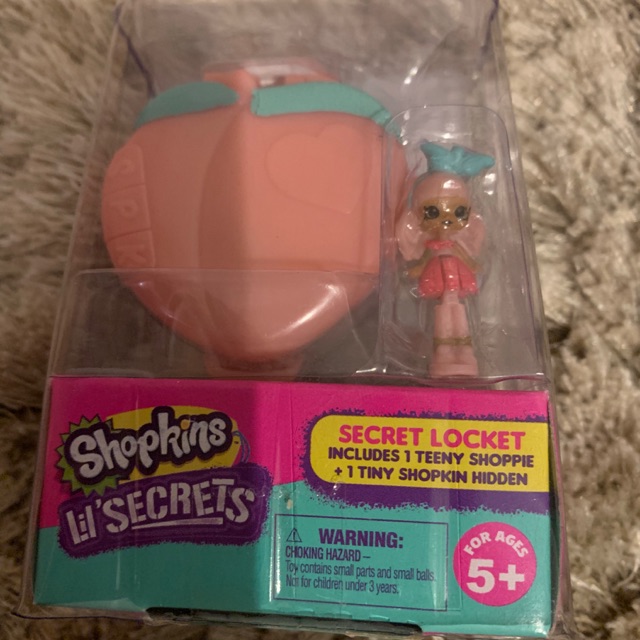 SPK
Shopkins
Lil' SECRETS
SECRET LOCKET
INCLUDES 1 TEENY SHOPPIE
+ 1 TINY SHOPKIN HIDDEN
WARNING:
CHOKING HAZARD –
Toy contains small parts and small balls.
Not for children under 3 years.
FOR AGES
5+